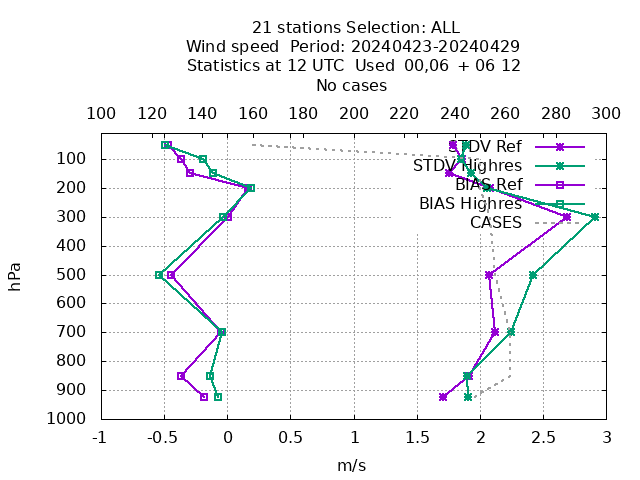 21 stations Selection: ALL
Wind speed  Period: 20240423-20240429
Statistics at 12 UTC  Used  00,06  + 06 12
No cases
100 120 140 160 180 200 220 240 260 280 300
STDV Ref
STDV Highres
BIAS Ref
BIAS Highres
CASES
hPa
100
200
300
400
500
600
700
800
900
1000
-1 -0.5 0 0.5 1 1.5 2 2.5 3
m/s